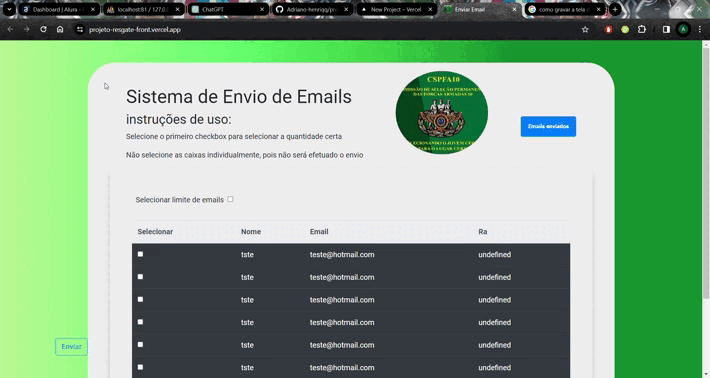 Dashboard | Alura -
localhost:81 / 127.0.
ChatGPT
Adriano-henriqq/pr
New Project – Vercel
Enviar Email
como gravar a tela
projeto-resgate-front.vercel.app
Sistema de Envio de Emails
instruções de uso:
Selecione o primeiro checkbox para selecionar a quantidade certa
Não selecione as caixas individualmente, pois não será efetuado o envio
CSPFA10
Emails enviados
Selecionar limite de emails
Selecionar Nome Email Ra
tste teste@hotmail.com undefined
tste teste@hotmail.com undefined
tste teste@hotmail.com undefined
tste teste@hotmail.com undefined
tste teste@hotmail.com undefined
tste teste@hotmail.com undefined
Enviar